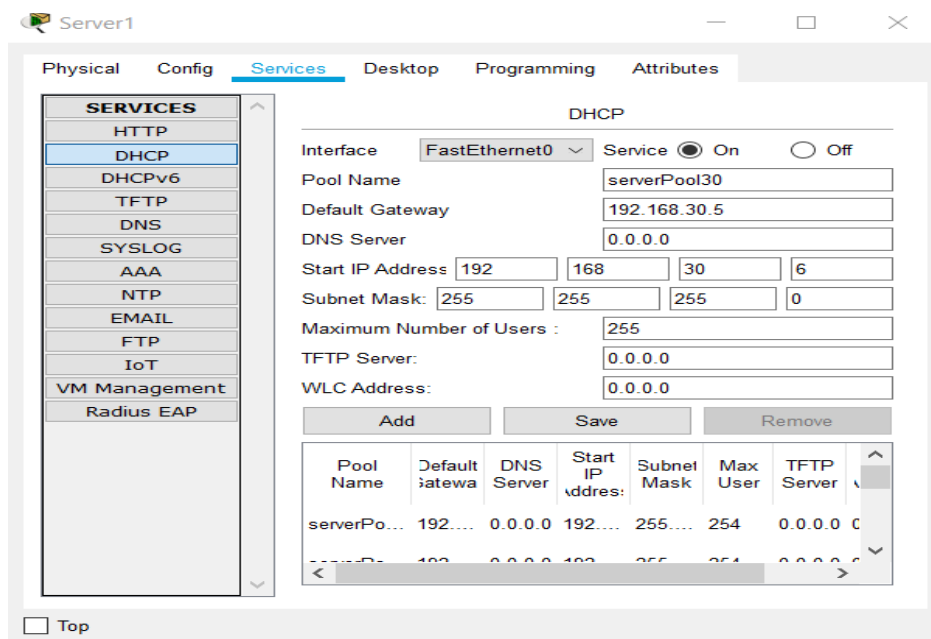 Server1
Physical Config Services Desktop Programming Attributes
SERVICES
HTTP
DHCP
DHCPv6
TFTP
DNS
SYSLOG
AAA
NTP
EMAIL
FTP
IoT
VM Management
Radius EAP
DHCP
Interface FastEthernet0 Service On Off
Pool Name serverPool30
Default Gateway 192.168.30.5
DNS Server 0.0.0.0
Start IP Address 192 168 30 6
Subnet Mask: 255 255 255 0
Maximum Number of Users : 255
TFTP Server: 0.0.0.0
WLC Address: 0.0.0.0
Add Save Remove
Pool Name
Default
DNS Server
Start IP
Subnet Mask
Max User
TFTP Server
serverPo... 192.... 0.0.0.0 192.... 255.... 254 0.0.0.0
Top